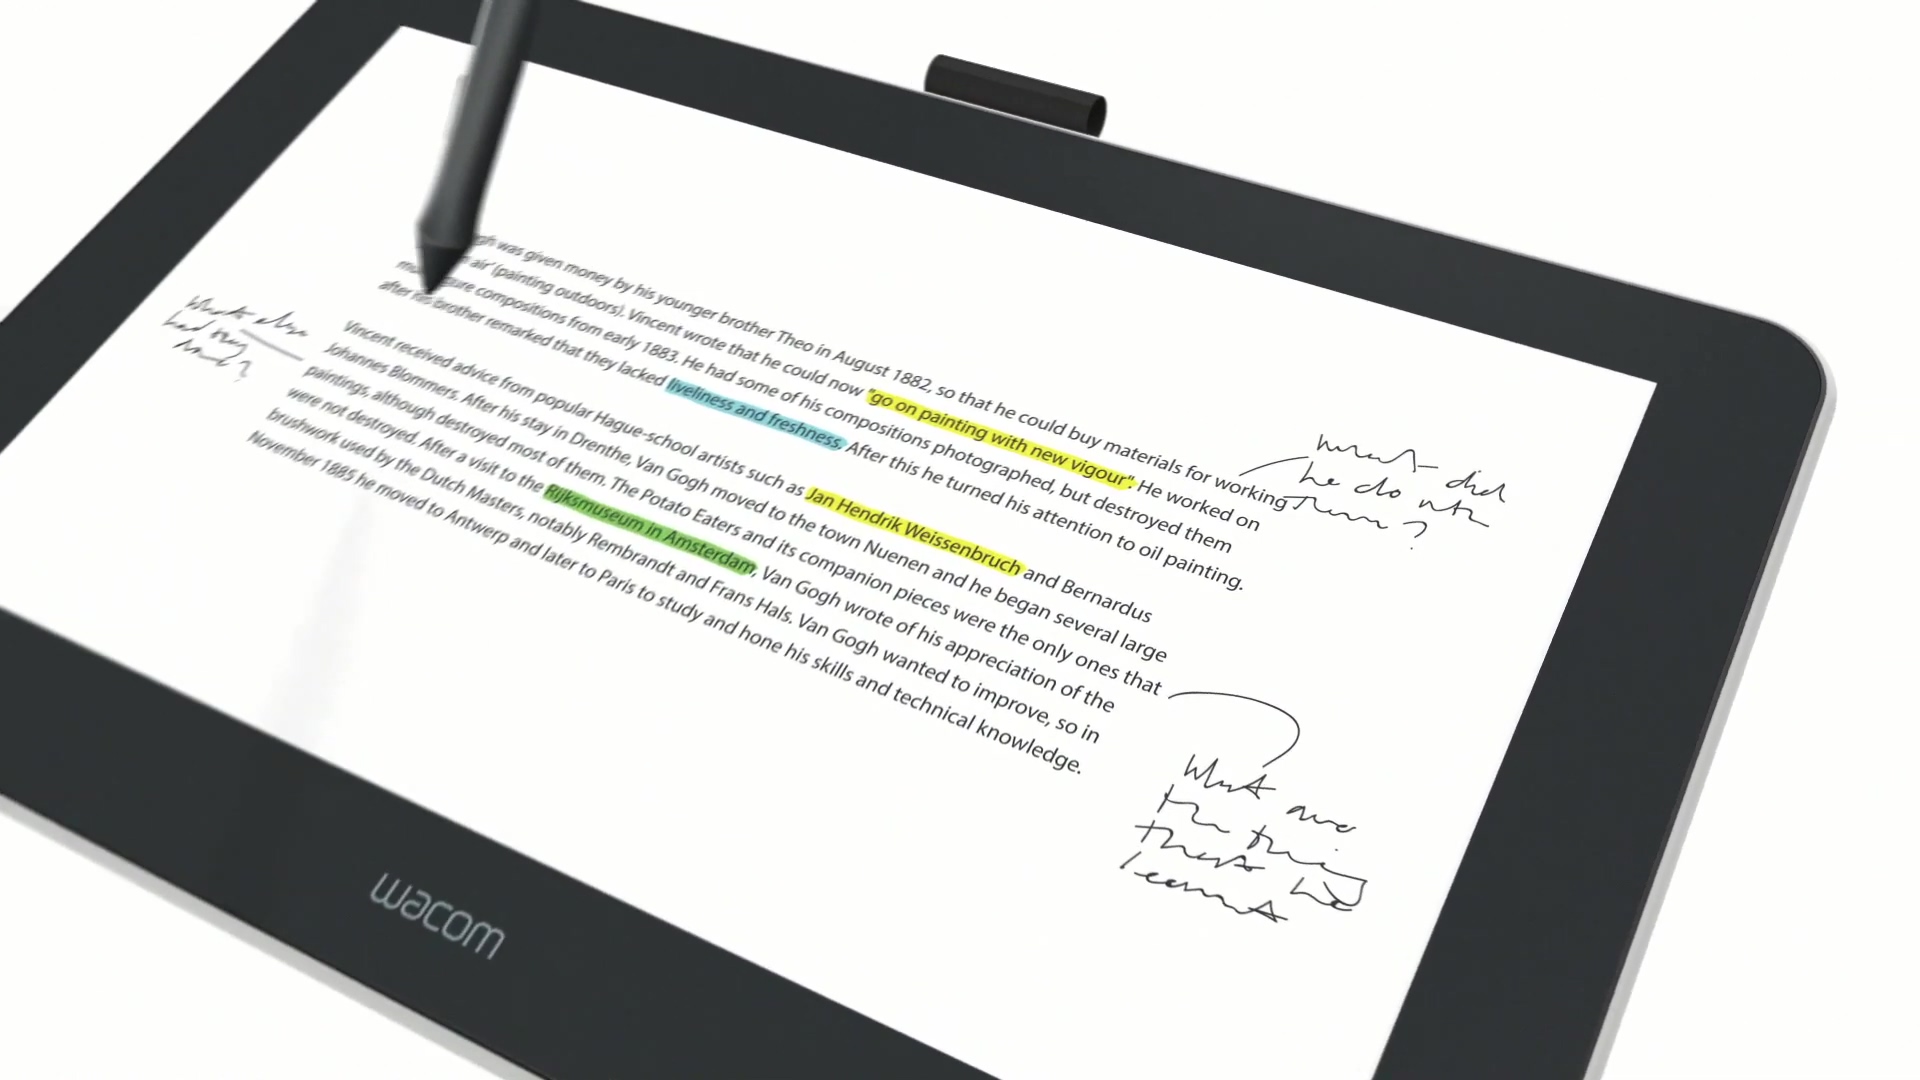 was given money by his younger brother Theo in August 1882, so that he could buy materials for working
air' (painting outdoors). Vincent wrote that he could now "go on painting with new vigour". He worked on
compositions from early 1883. He had some of his compositions photographed, but destroyed them
after his brother remarked that they lacked liveliness and freshness. After this he turned his attention to oil painting.
Vincent received advice from popular Hague-school artists such as Jan Hendrik Weissenbruch and Bernardus
Johannes Blommers. After his stay in Drenthe, Van Gogh moved to the town Nuenen and he began several large
paintings, although destroyed most of them. The Potato Eaters and its companion pieces were the only ones that
were not destroyed. After a visit to the Rijksmuseum in Amsterdam, Van Gogh wrote of his appreciation of the
brushwork used by the Dutch Masters, notably Rembrandt and Frans Hals. Van Gogh wanted to improve, so in
November 1885 he moved to Antwerp and later to Paris to study and hone his skills and technical knowledge.
What else
had they
what did
he do with
them?
What are
the things
that he
learnt
wacom